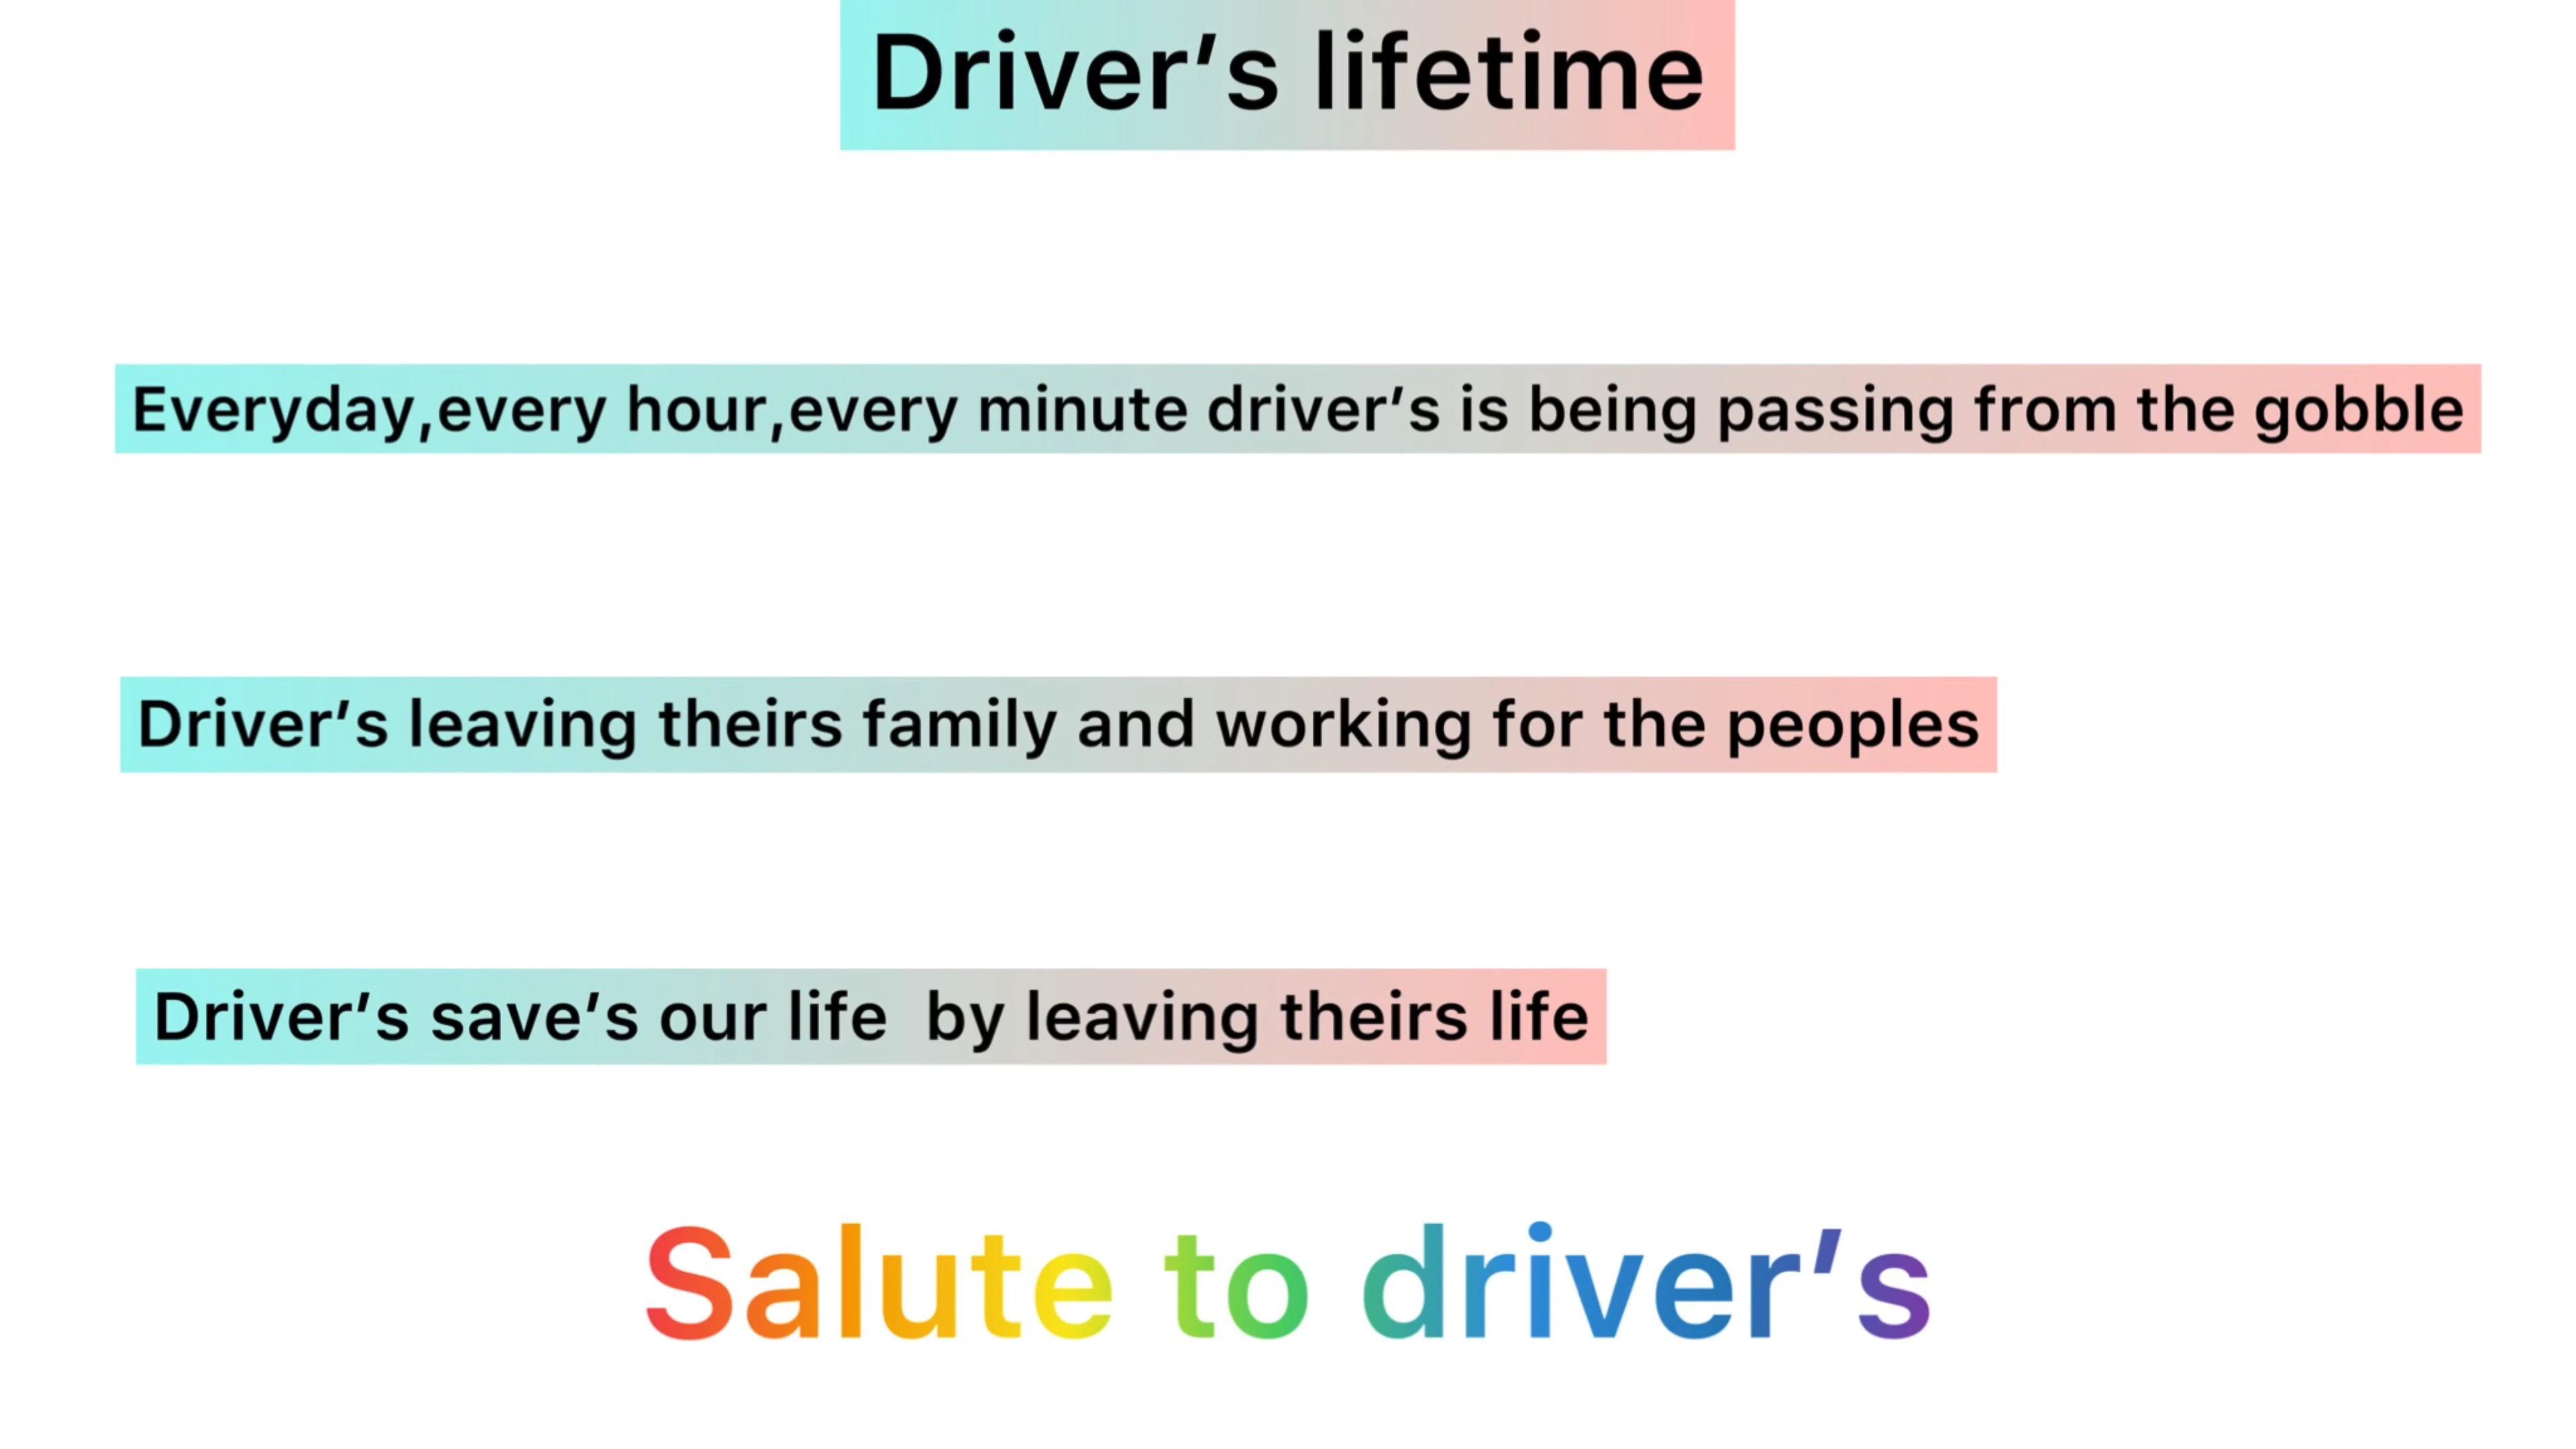 Driver’s lifetime
Everyday,every hour,every minute driver’s is being passing from the gobble
Driver’s leaving theirs family and working for the peoples
Driver’s save’s our life  by leaving theirs life
Salute to driver’s